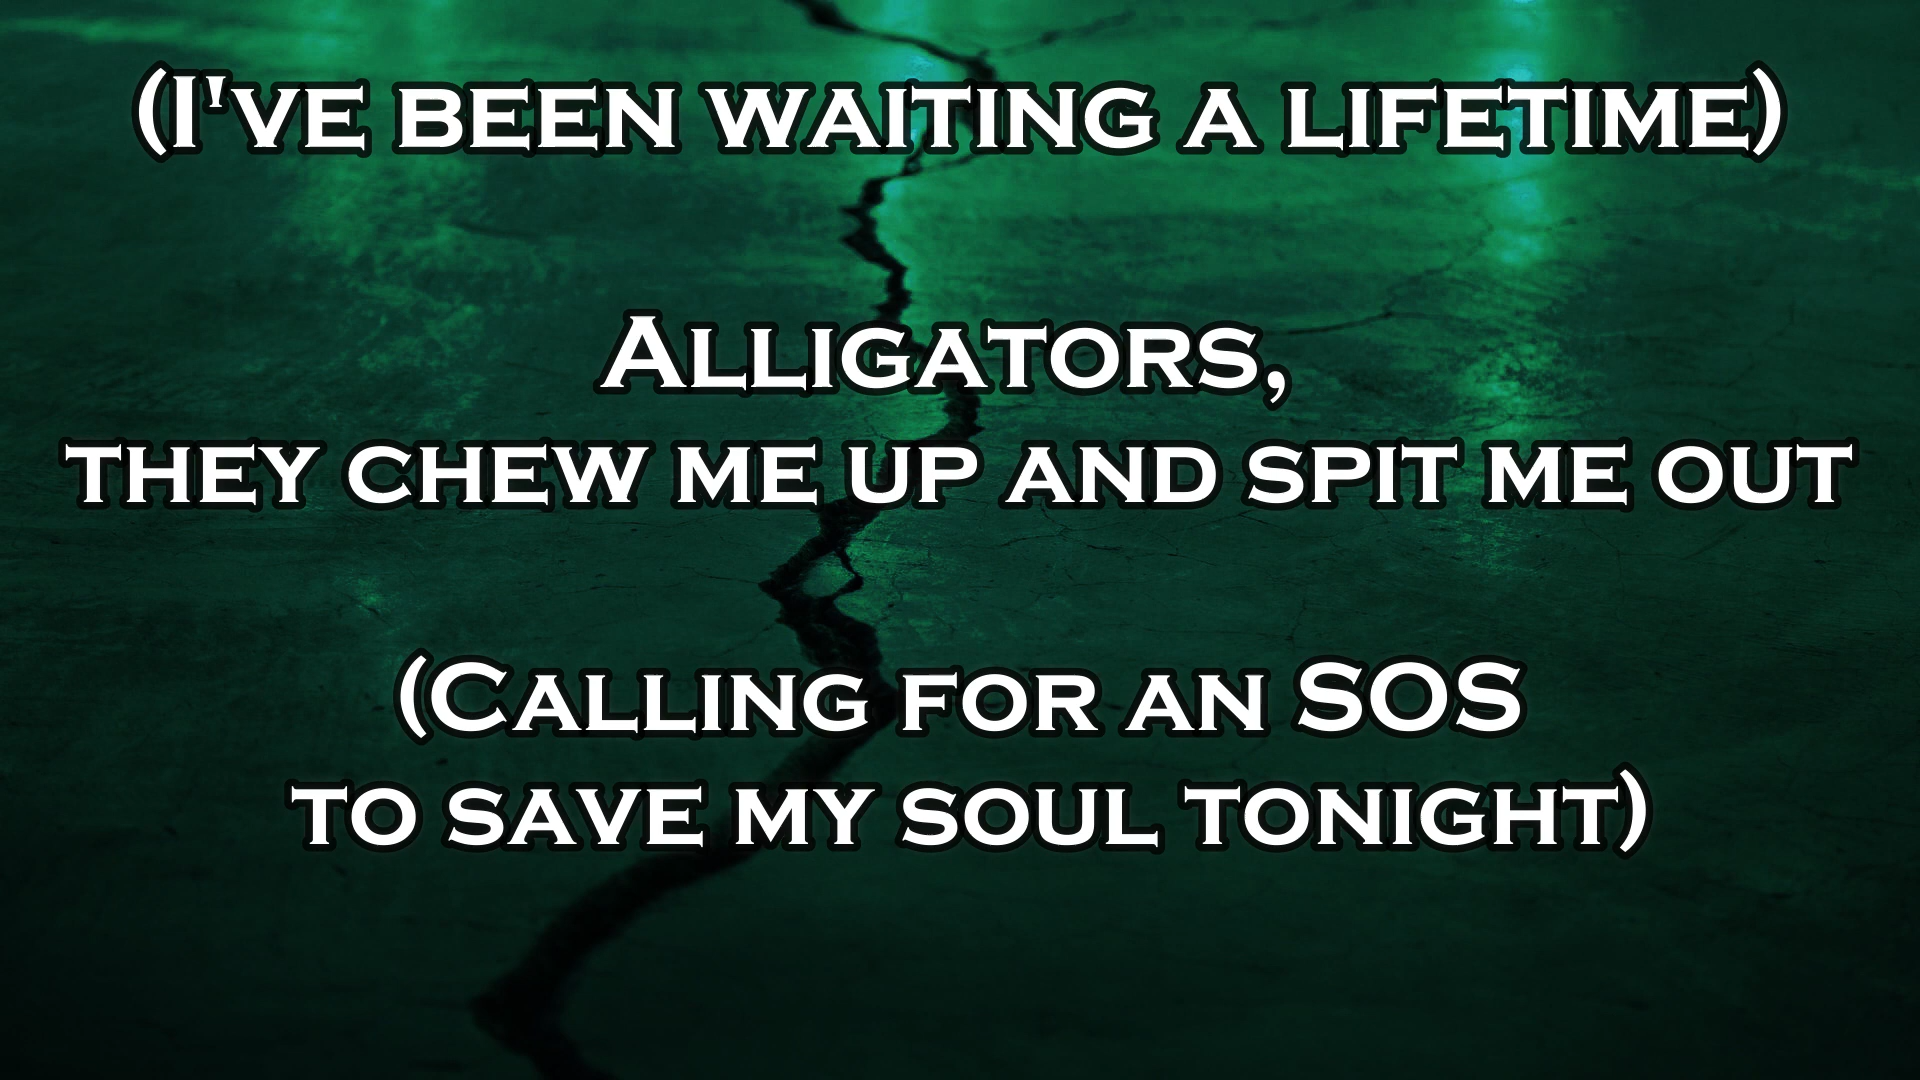 (I've been waiting a lifetime)
Alligators,
they chew me up and spit me out
(Calling for an SOS
to save my soul tonight)